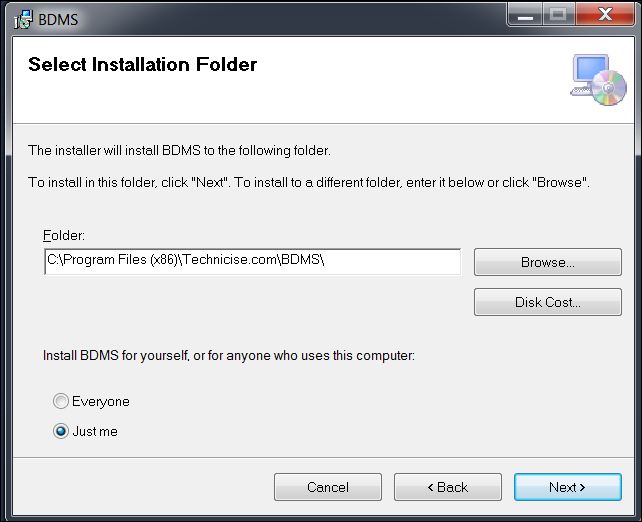 BDMS
Select Installation Folder
The installer will install BDMS to the following folder.
To install in this folder, click "Next". To install to a different folder, enter it below or click "Browse".
Folder:
C:\Program Files (x86)\Technicise.com\BDMS\
Browse...
Disk Cost...
Install BDMS for yourself, or for anyone who uses this computer:
Everyone
Just me
Cancel
< Back
Next >